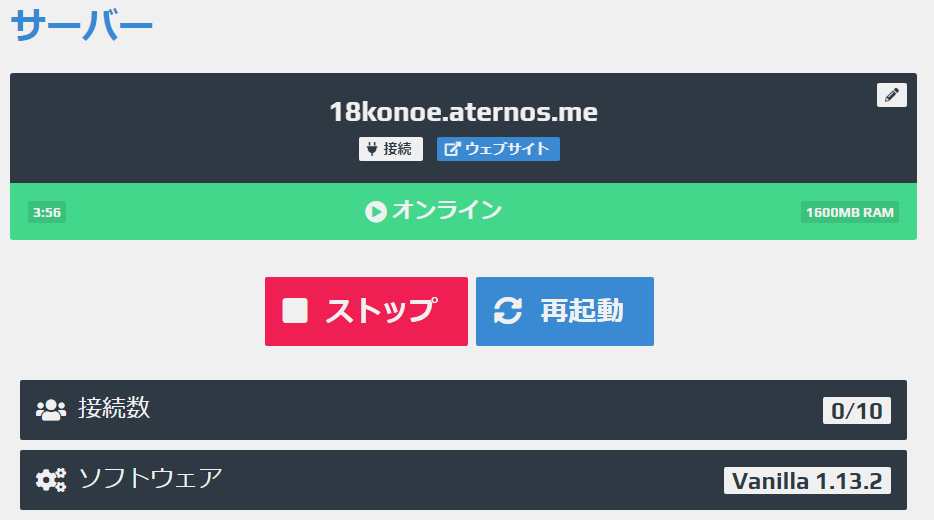 サーバー
18konoe.aternos.me
接続 ウェブサイト
3:56 オンライン 1600MB RAM
ストップ 再起動
接続数 0/10
ソフトウェア Vanilla 1.13.2